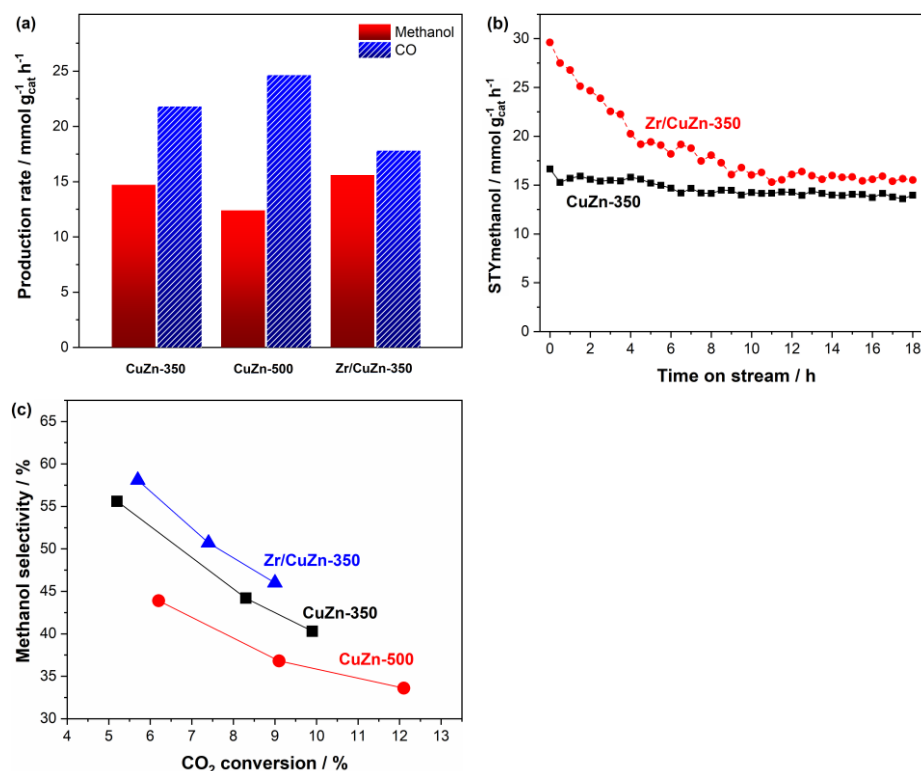 (a)
Methanol
CO
Production rate / mmol g⁻¹cat h⁻¹
25
20
15
10
5
0
CuZn-350 CuZn-500 Zr/CuZn-350
(b)
STYmethanol / mmol g⁻¹cat h⁻¹
30
25
20
15
10
5
0
Zr/CuZn-350
CuZn-350
0 2 4 6 8 10 12 14 16 18
Time on stream / h
(c)
Methanol selectivity / %
65
60
55
50
45
40
35
30
Zr/CuZn-350
CuZn-350
CuZn-500
4 5 6 7 8 9 10 11 12 13
CO₂ conversion / %